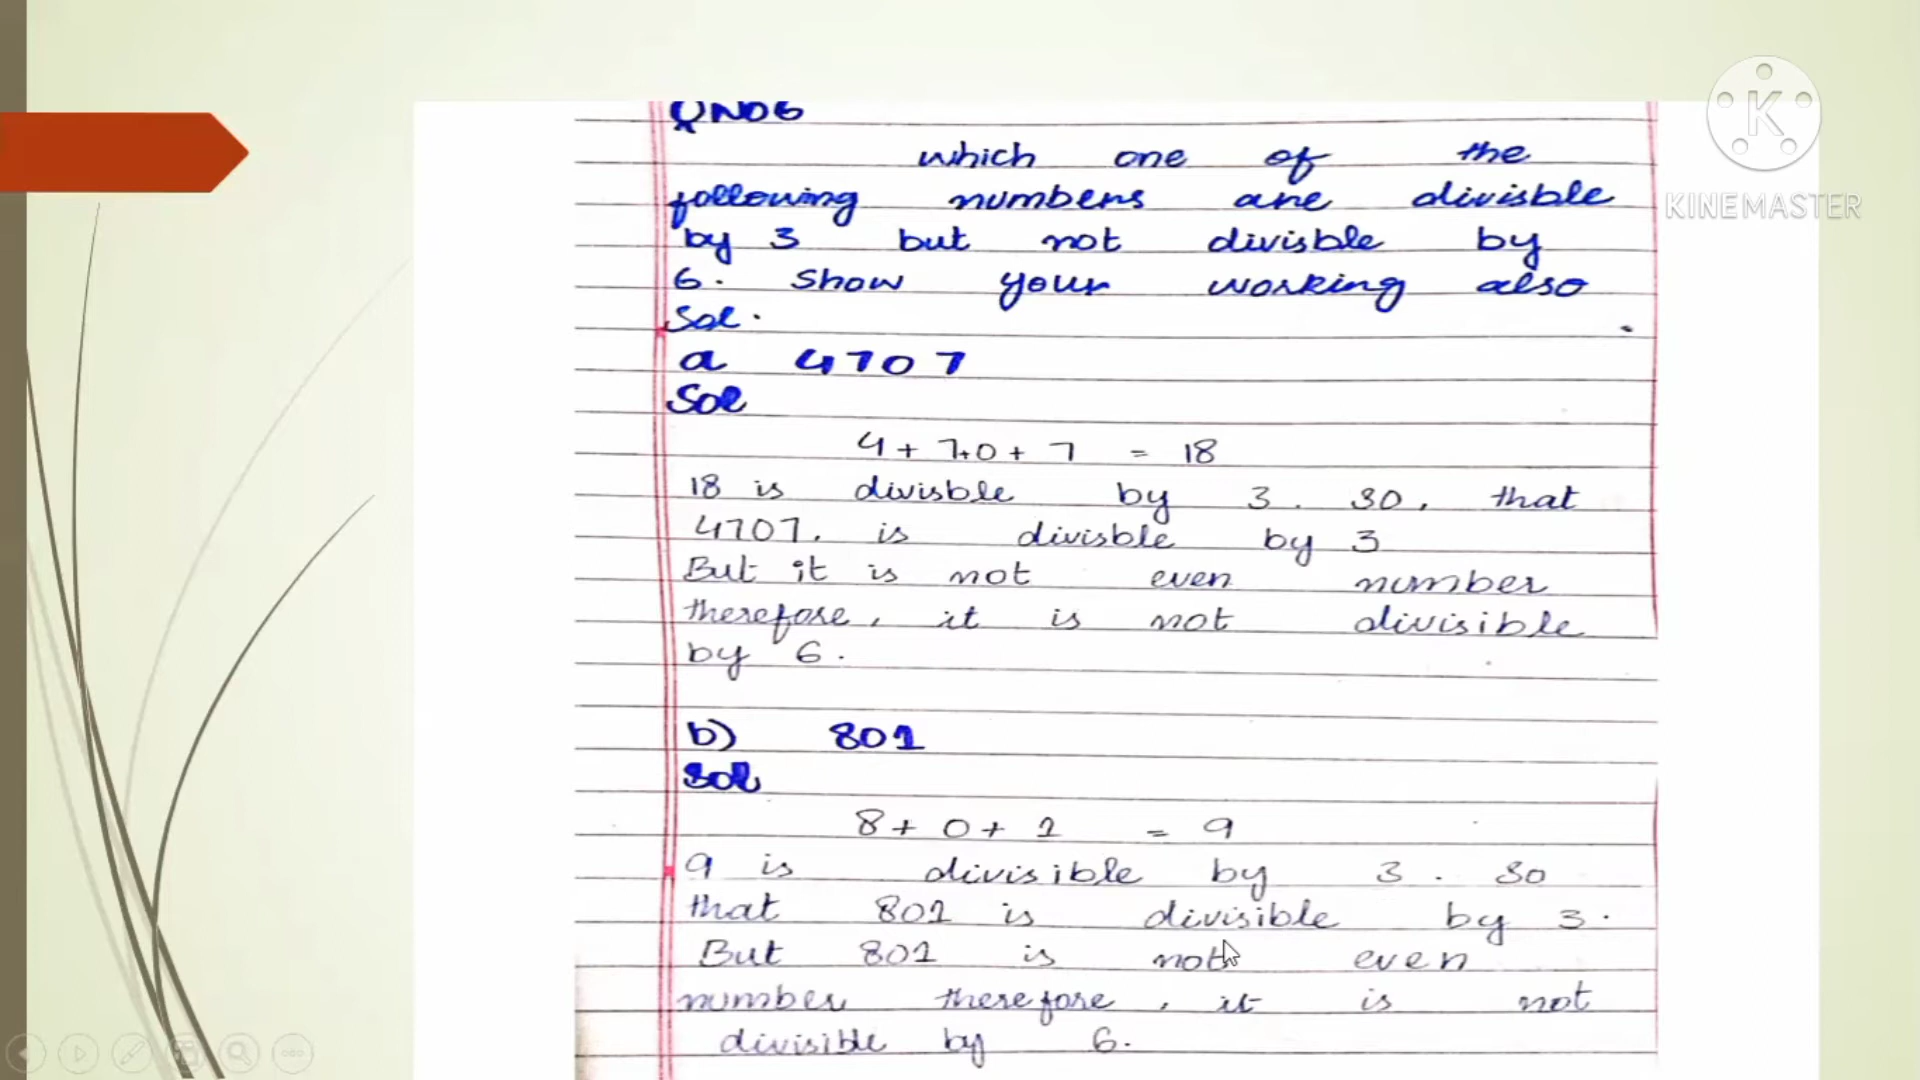 QNO6
which one of the
following numbers are divisble
by 3 but not divisble by
6. Show your working also
Sol.
a 4707
Sol
4 + 7+0 + 7 = 18
18 is divisble by 3. SO, that
4707, is divisble by 3
But it is not even number
therefore, it is not divisible
by 6.
b) 801
Sol
8 + 0 + 1 = 9
9 is divisible by 3. SO
that 801 is divisible by 3.
But 801 is not even
number therefore, it is not
divisible by 6.
K
KINEMASTER